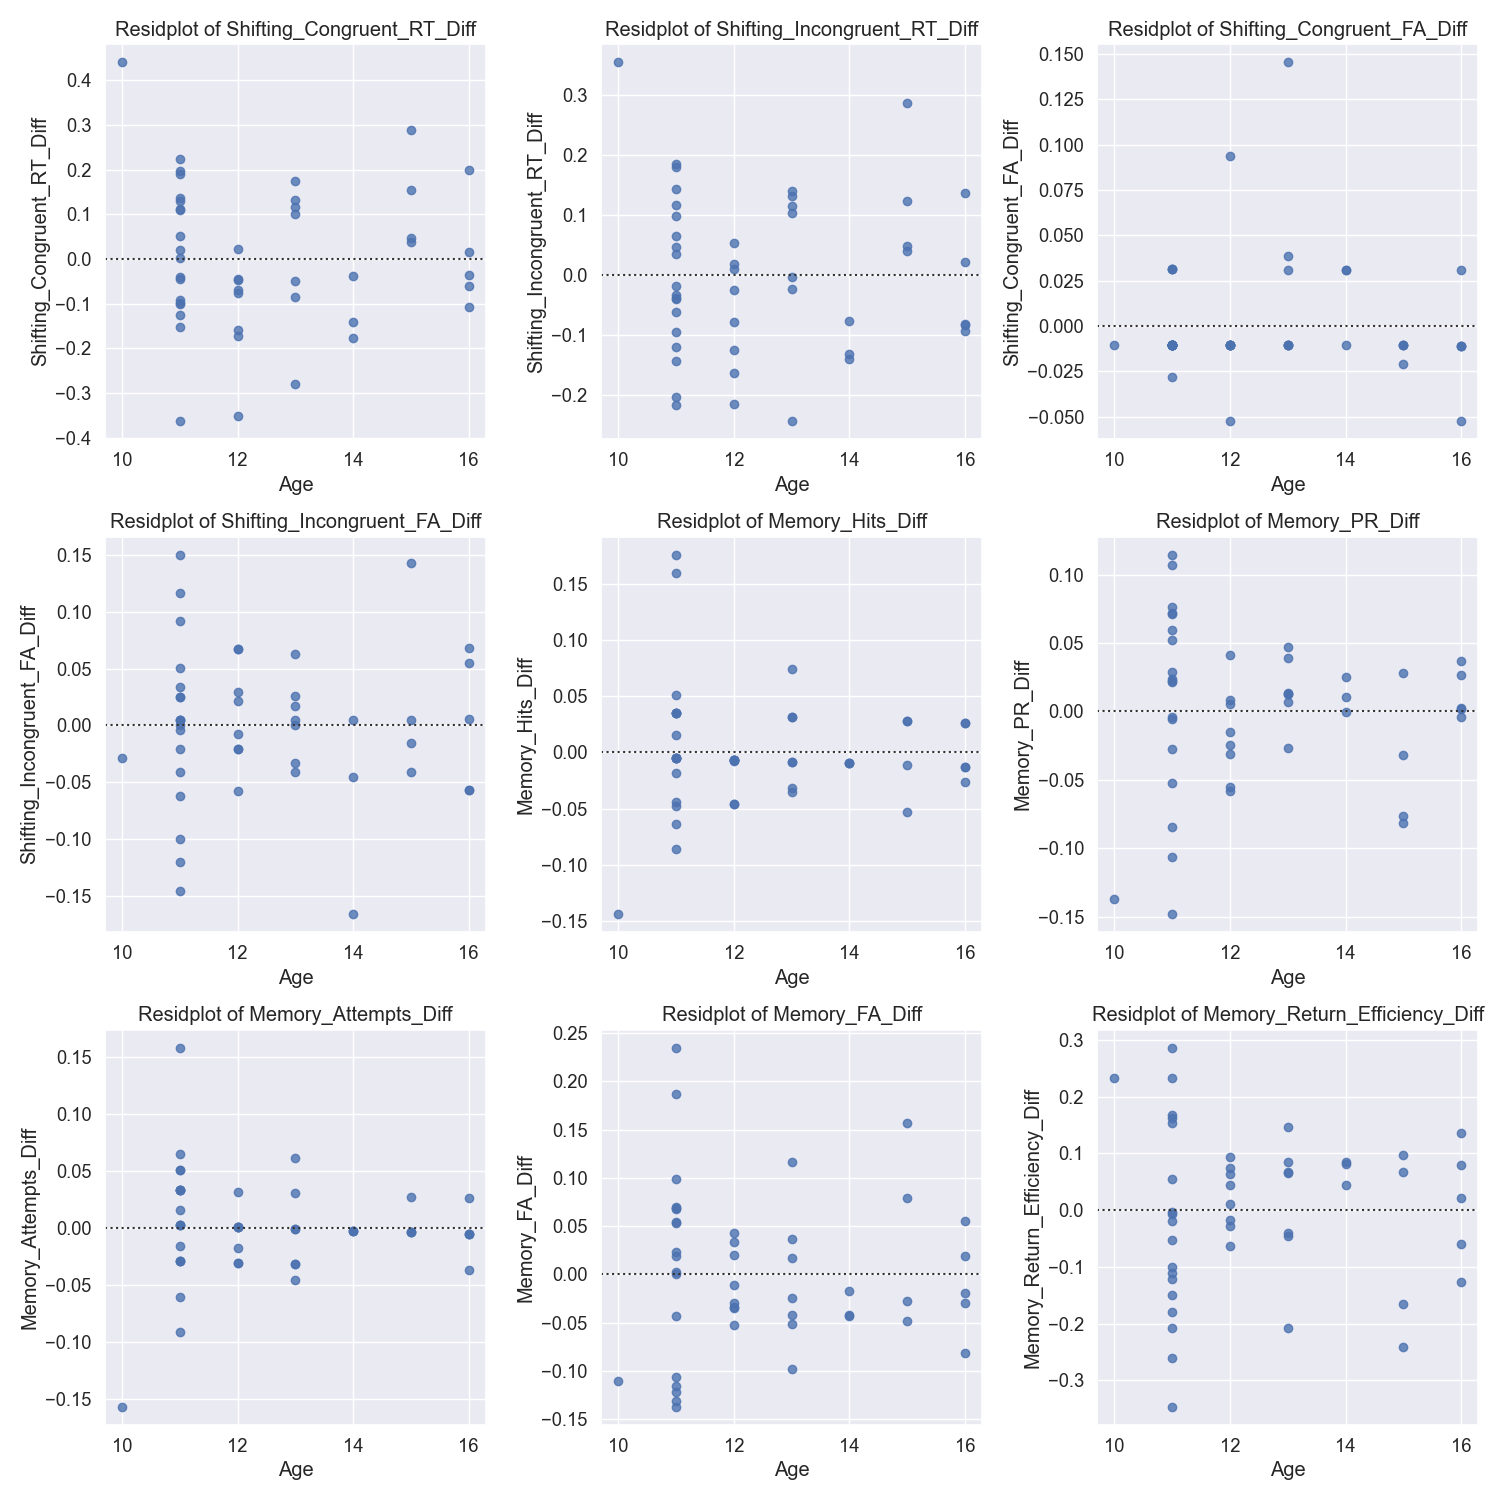 Residplot of Shifting_Congruent_RT_Diff
Shifting_Congruent_RT_Diff
0.4
0.3
0.2
0.1
0.0
−0.1
−0.2
−0.3
−0.4
10 12 14 16
Age
Residplot of Shifting_Incongruent_RT_Diff
Shifting_Incongruent_RT_Diff
0.3
0.2
0.1
0.0
−0.1
−0.2
10 12 14 16
Age
Residplot of Shifting_Congruent_FA_Diff
Shifting_Congruent_FA_Diff
0.150
0.125
0.100
0.075
0.050
0.025
0.000
−0.025
−0.050
10 12 14 16
Age
Residplot of Shifting_Incongruent_FA_Diff
Shifting_Incongruent_FA_Diff
0.15
0.10
0.05
0.00
−0.05
−0.10
−0.15
10 12 14 16
Age
Residplot of Memory_Hits_Diff
Memory_Hits_Diff
0.15
0.10
0.05
0.00
−0.05
−0.10
−0.15
10 12 14 16
Age
Residplot of Memory_PR_Diff
Memory_PR_Diff
0.10
0.05
0.00
−0.05
−0.10
−0.15
10 12 14 16
Age
Residplot of Memory_Attempts_Diff
Memory_Attempts_Diff
0.15
0.10
0.05
0.00
−0.05
−0.10
−0.15
10 12 14 16
Age
Residplot of Memory_FA_Diff
Memory_FA_Diff
0.25
0.20
0.15
0.10
0.05
0.00
−0.05
−0.10
−0.15
10 12 14 16
Age
Residplot of Memory_Return_Efficiency_Diff
Memory_Return_Efficiency_Diff
0.3
0.2
0.1
0.0
−0.1
−0.2
−0.3
10 12 14 16
Age